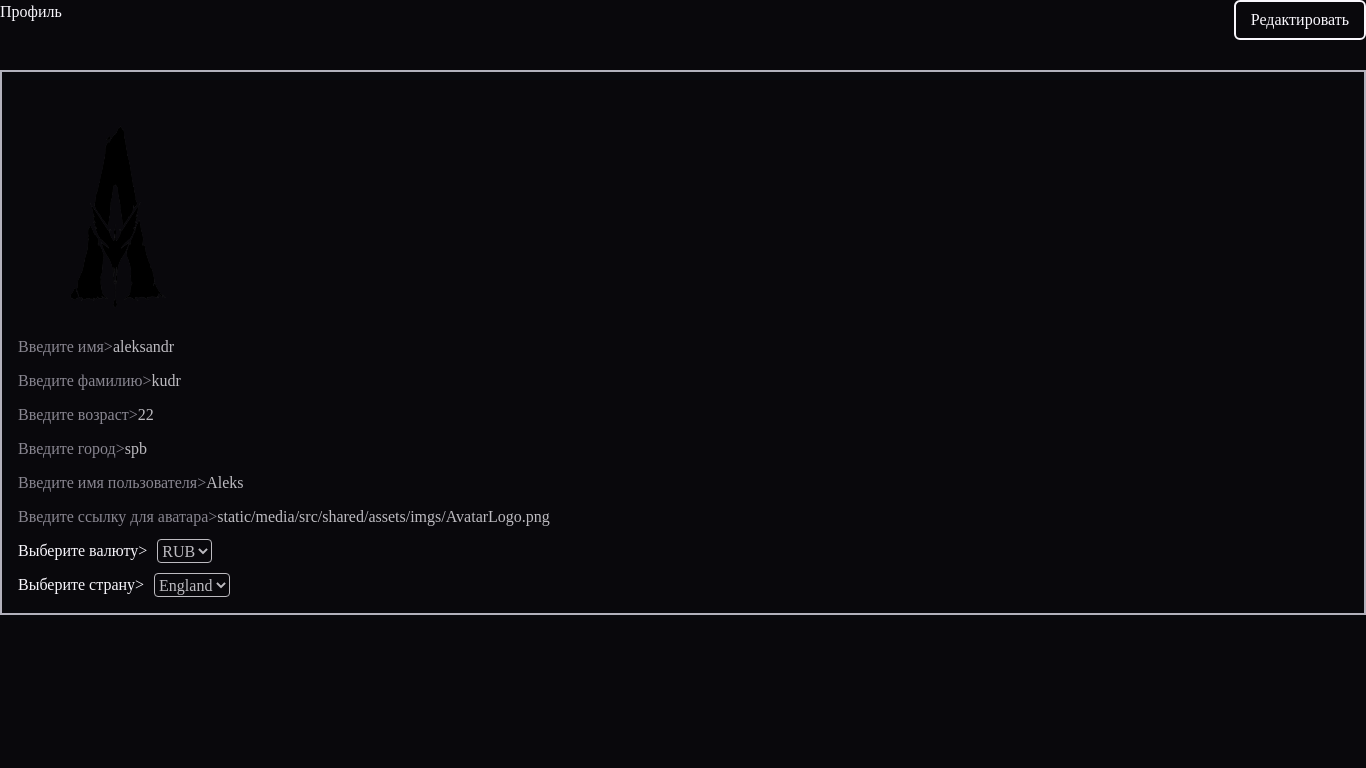 Профиль
Редактировать
Введите имя>aleksandr
Введите фамилию>kudr
Введите возраст>22
Введите город>spb
Введите имя пользователя>Aleks
Введите ссылку для аватара>static/media/src/shared/assets/imgs/AvatarLogo.png
Выберите валюту> RUB
Выберите страну> England